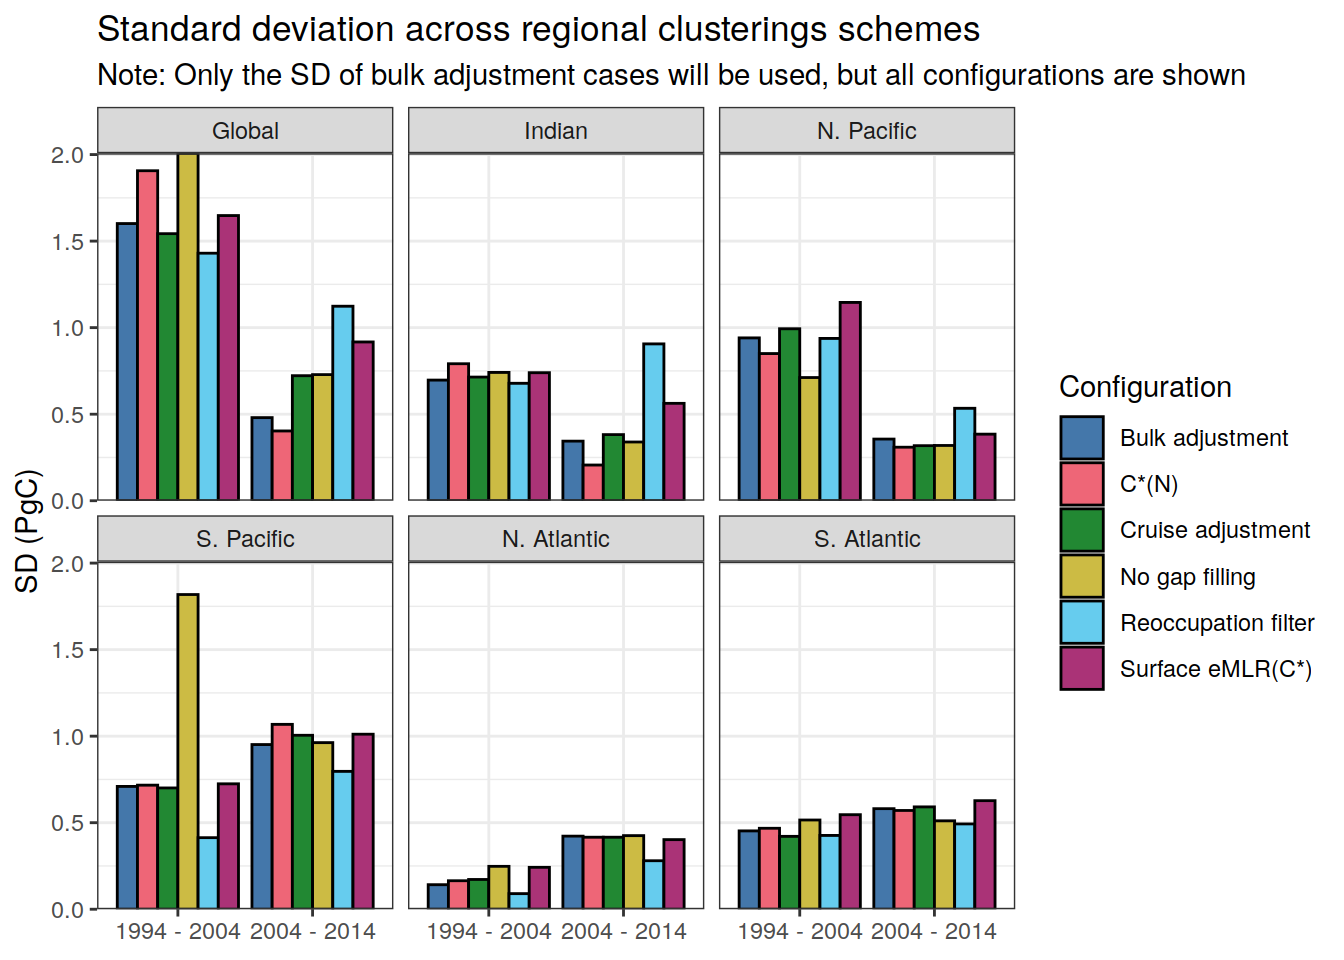 Standard deviation across regional clusterings schemes
Note: Only the SD of bulk adjustment cases will be used, but all configurations are shown
Global
Indian
N. Pacific
2.0
1.5
1.0
0.5
0.0
S. Pacific
N. Atlantic
S. Atlantic
2.0
1.5
1.0
0.5
0.0
SD (PgC)
1994 - 2004 2004 - 2014
1994 - 2004 2004 - 2014
1994 - 2004 2004 - 2014
Configuration
Bulk adjustment
C*(N)
Cruise adjustment
No gap filling
Reoccupation filter
Surface eMLR(C*)